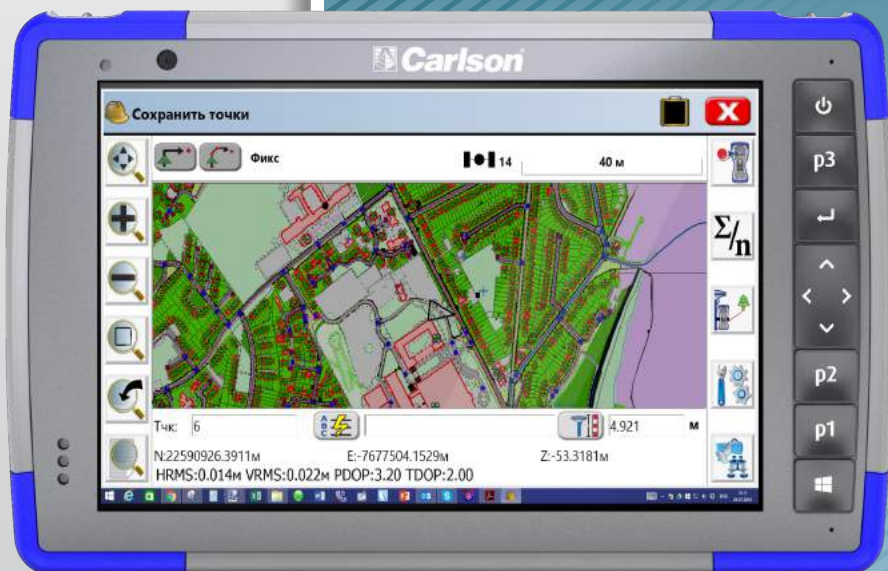 Carlson
Сохранить точки
Фикс
14
40 м
Σ/n
Тчк: 6
A B C
4.921 м
N:22590926.3911м E:-7677504.1529м Z:-53.3181м
HRMS:0.014м VRMS:0.022м PDOP:3.20 TDOP:2.00
p3
p2
p1